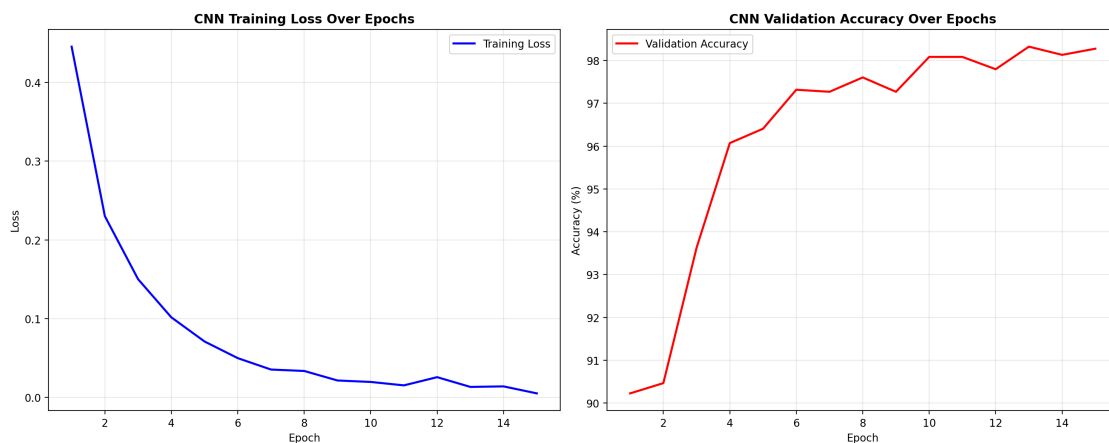 CNN Training Loss Over Epochs
Training Loss
0.4
0.3
0.2
0.1
0.0
Loss
2 4 6 8 10 12 14
Epoch
CNN Validation Accuracy Over Epochs
Validation Accuracy
98
97
96
95
94
93
92
91
90
Accuracy (%)
2 4 6 8 10 12 14
Epoch